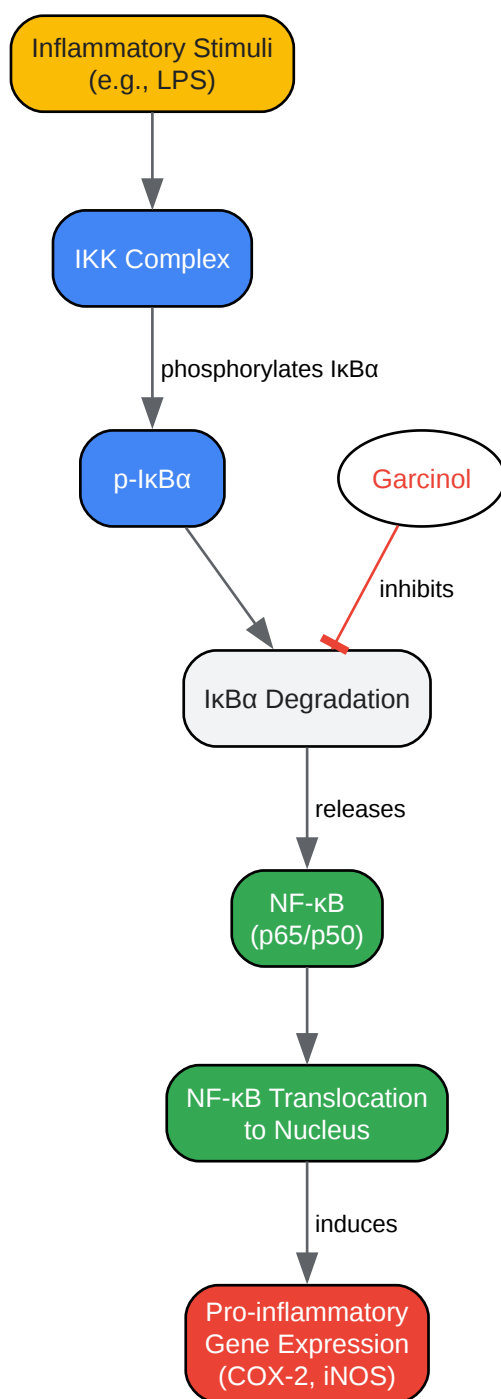 Inflammatory Stimuli
(e.g., LPS)
IKK Complex
phosphorylates IκBα
p-IκBα
Garcinol
inhibits
IκBα Degradation
releases
NF-κB
(p65/p50)
NF-κB Translocation
to Nucleus
induces
Pro-inflammatory
Gene Expression
(COX-2, iNOS)